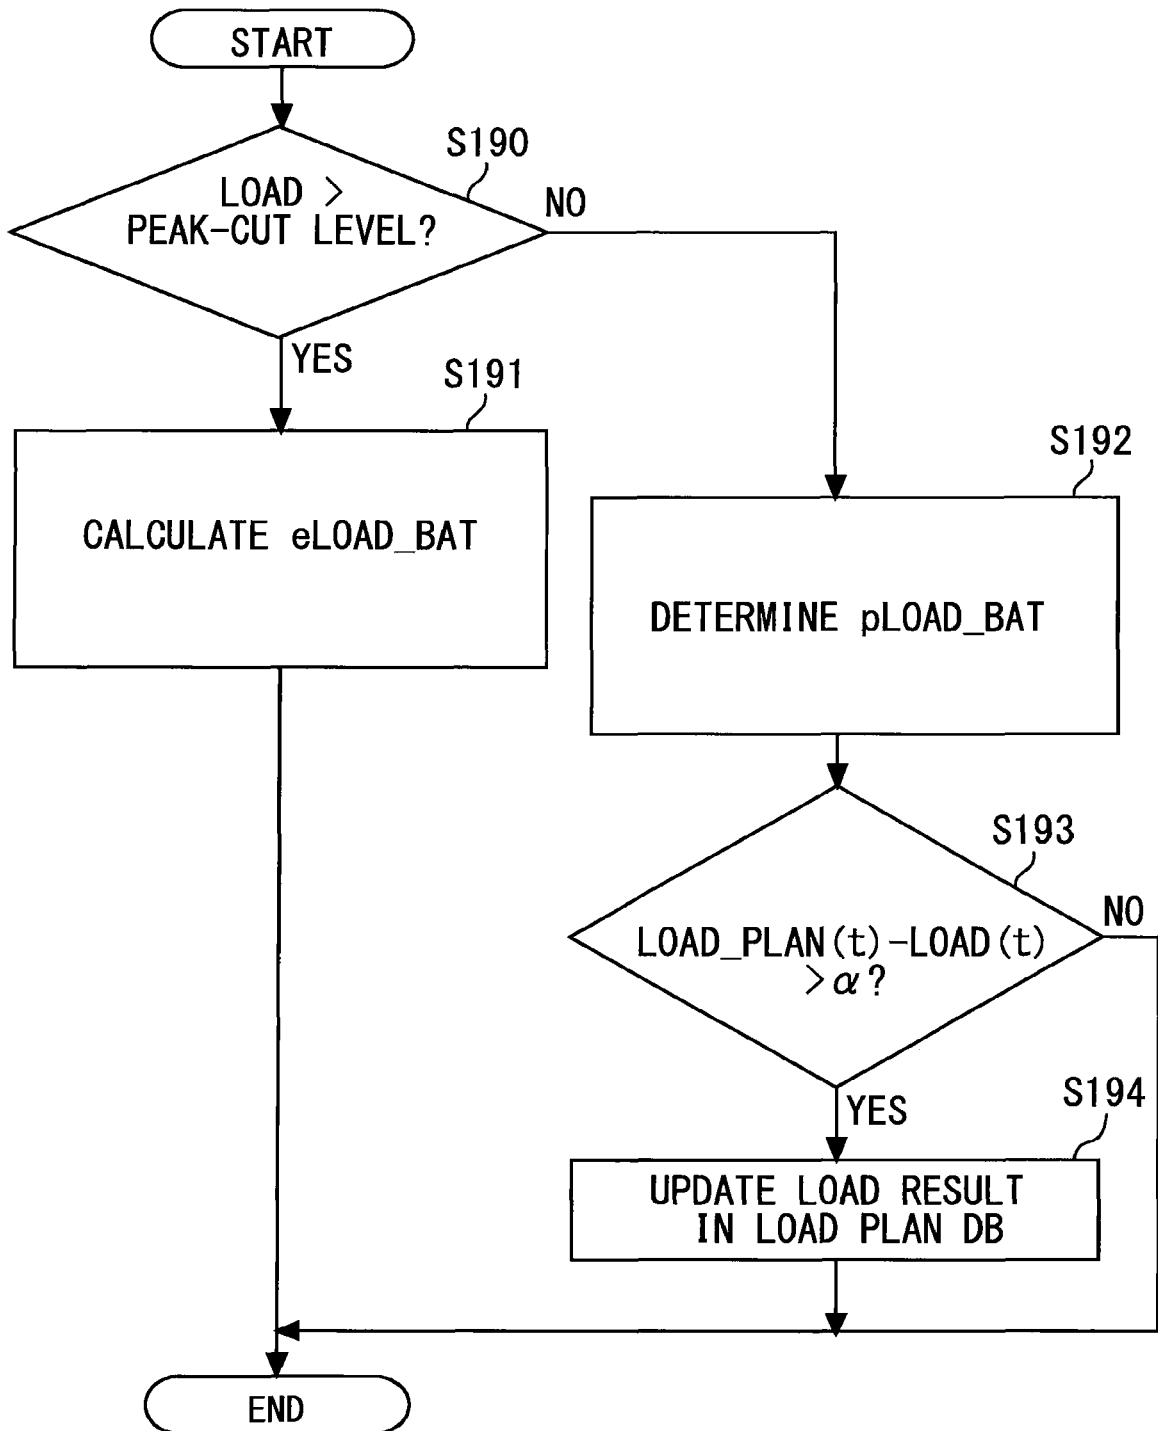 START
S190
LOAD >
PEAK-CUT LEVEL?
NO
YES
S191
CALCULATE eLOAD_BAT
S192
DETERMINE pLOAD_BAT
S193
LOAD_PLAN(t)-LOAD(t)
>α?
NO
YES
S194
UPDATE LOAD RESULT
IN LOAD PLAN DB
END